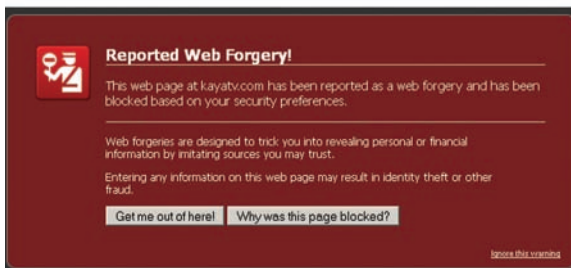 Reported Web Forgery!
This web page at kayatv.com has been reported as a web forgery and has been
blocked based on your security preferences.
Web forgeries are designed to trick you into revealing personal or financial
information by imitating sources you may trust.
Entering any information on this web page may result in identity theft or other
fraud.
Get me out of here! Why was this page blocked?
Ignore this warning